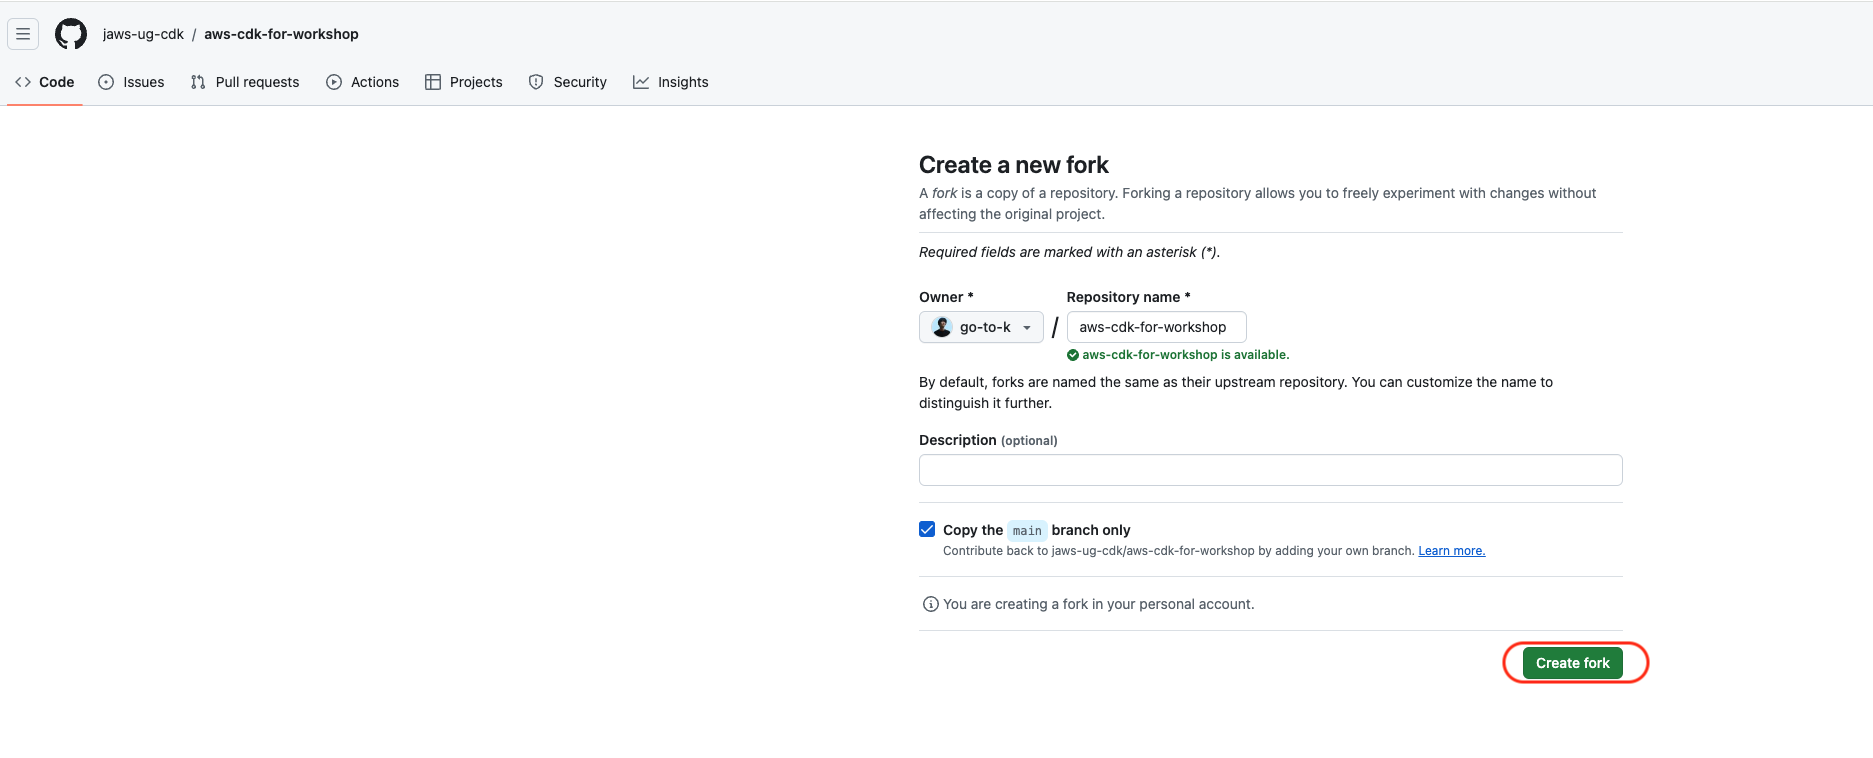 jaws-ug-cdk / aws-cdk-for-workshop
Code Issues Pull requests Actions Projects Security Insights
Create a new fork
A fork is a copy of a repository. Forking a repository allows you to freely experiment with changes without
affecting the original project.
Required fields are marked with an asterisk (*).
Owner * Repository name *
go-to-k / aws-cdk-for-workshop
aws-cdk-for-workshop is available.
By default, forks are named the same as their upstream repository. You can customize the name to
distinguish it further.
Description (optional)
Copy the main branch only
Contribute back to jaws-ug-cdk/aws-cdk-for-workshop by adding your own branch. Learn more.
You are creating a fork in your personal account.
Create fork